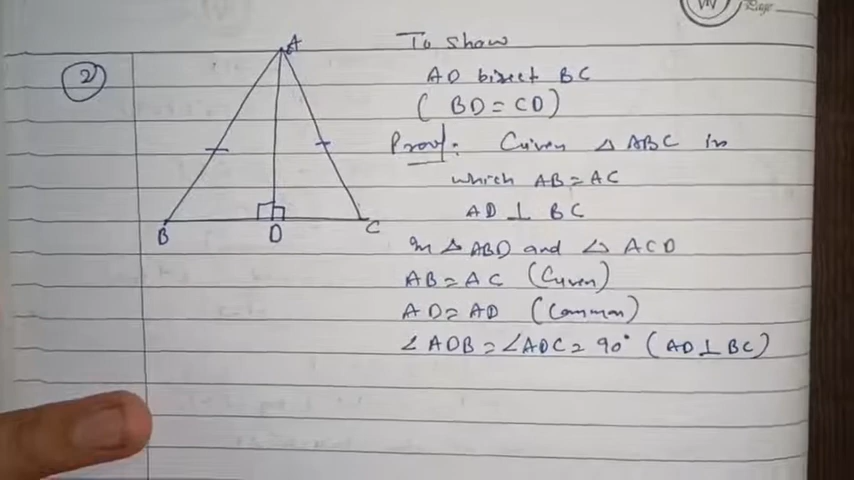 Page
2
A
B
D
C
To show
AD bisect BC
( BD = CD )
Proof: Given △ ABC in
which AB = AC
AD ⊥ BC
In △ ABD and △ ACD
AB = AC (Given)
AD = AD (Common)
∠ ADB = ∠ADC = 90° (AD ⊥ BC)